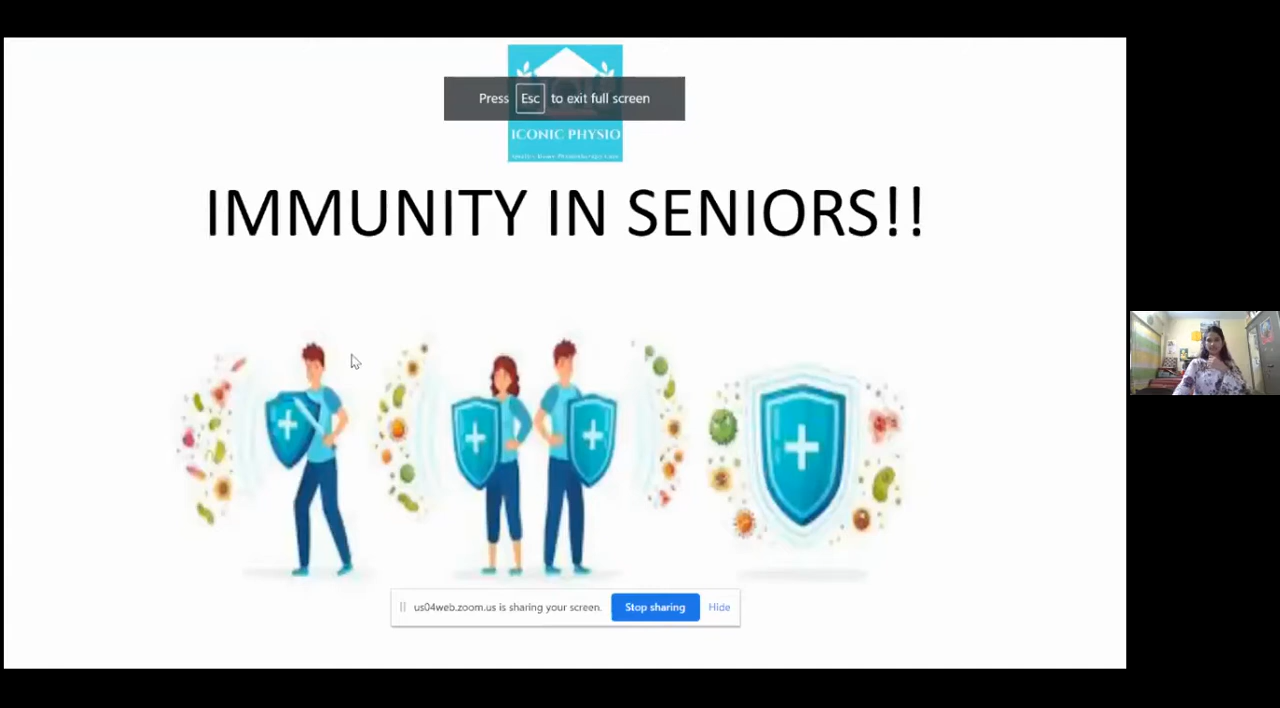 Press Esc to exit full screen
ICONIC PHYSIO
IMMUNITY IN SENIORS!!
us04web.zoom.us is sharing your screen. Stop sharing Hide